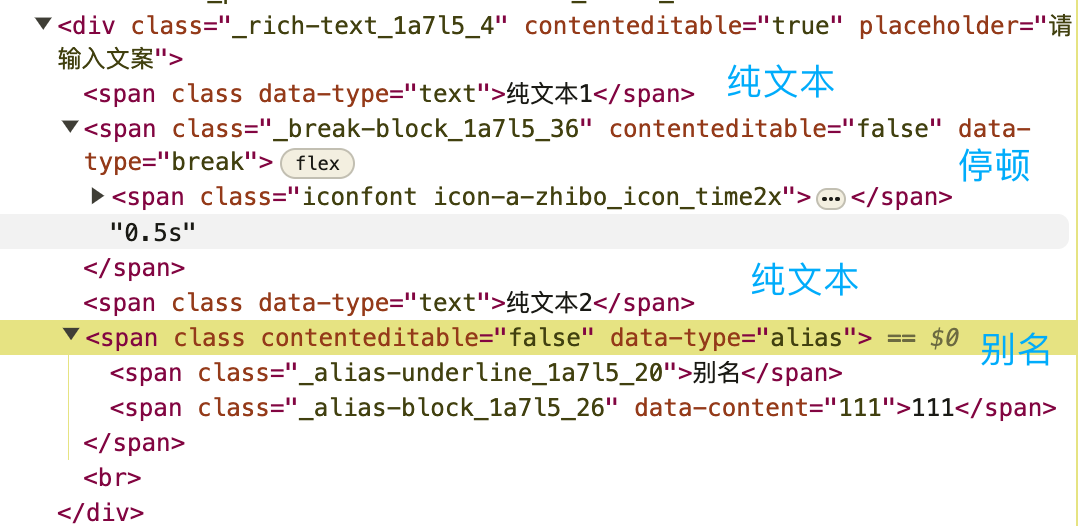 <div class="_rich-text_1a7l5_4" contenteditable="true" placeholder="请
输入文案">
<span class data-type="text">纯文本1</span>
纯文本
<span class="_break-block_1a7l5_36" contenteditable="false" data-
type="break"> flex
停顿
<span class="iconfont icon-a-zhibo_icon_time2x">…</span>
"0.5s"
</span>
纯文本
<span class data-type="text">纯文本2</span>
<span class contenteditable="false" data-type="alias"> == $0
别名
<span class="_alias-underline_1a7l5_20">别名</span>
<span class="_alias-block_1a7l5_26" data-content="111">111</span>
</span>
<br>
</div>